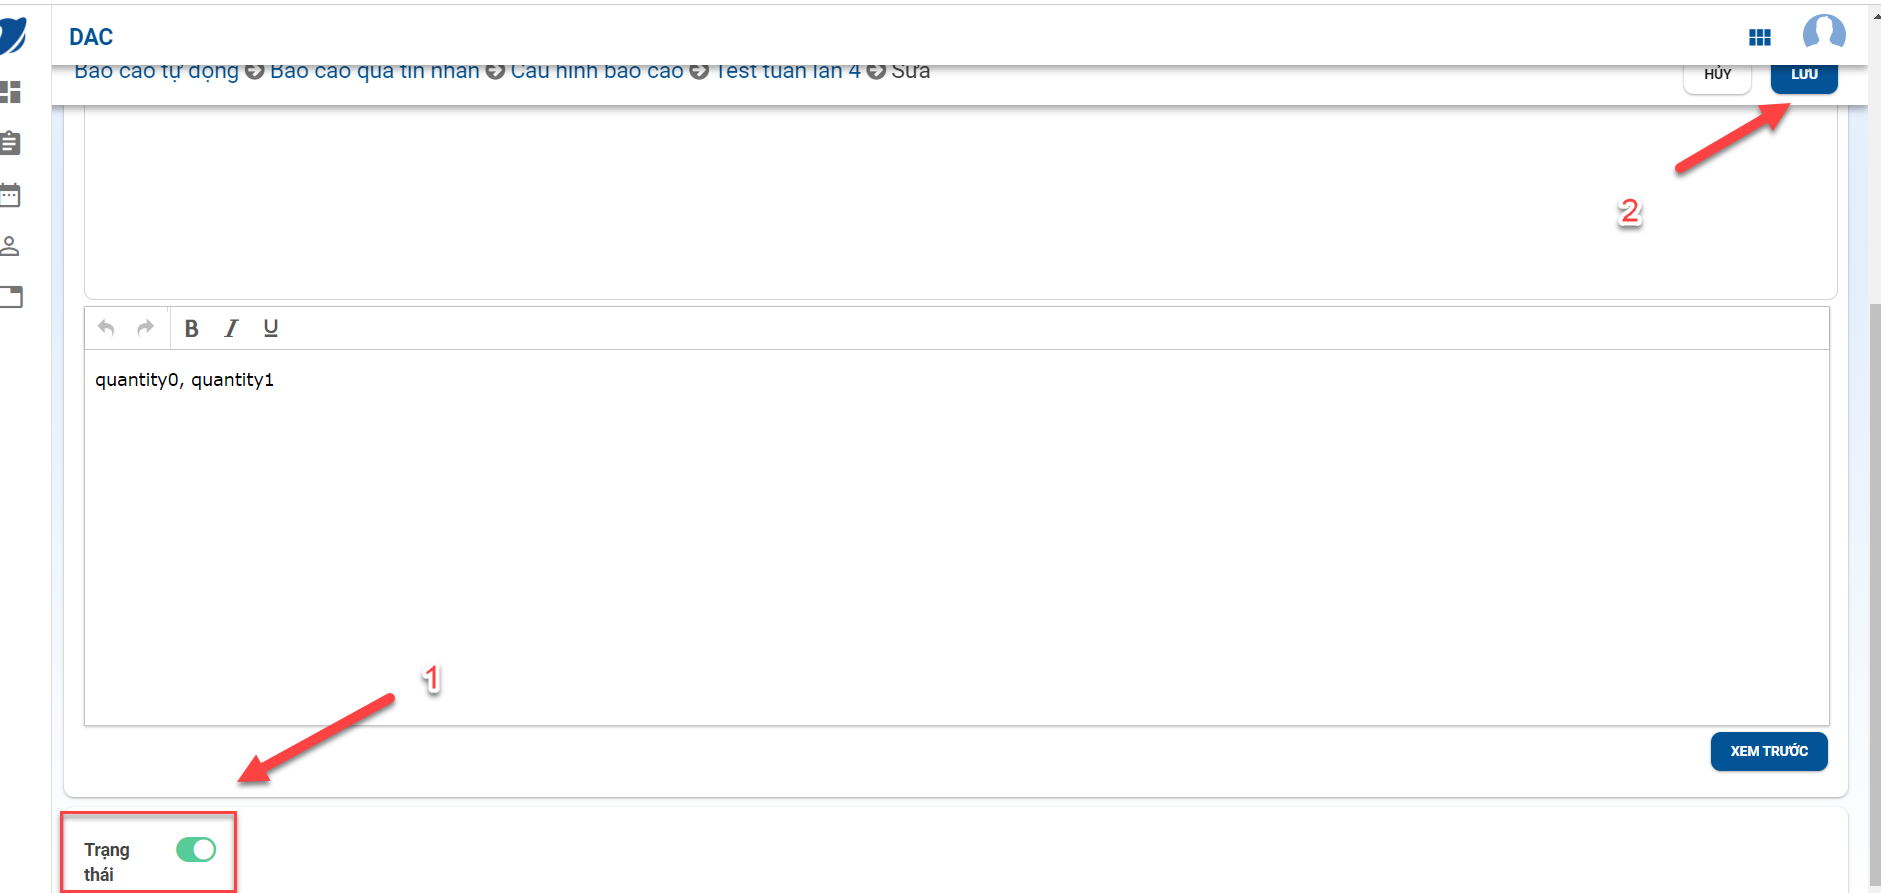 DAC
Báo cáo tự động Báo cáo qua tin nhắn Cấu hình báo cáo Test tuần lần 4 Sửa
HỦY
LƯU
2
B I U
quantity0, quantity1
1
XEM TRƯỚC
Trạng
thái